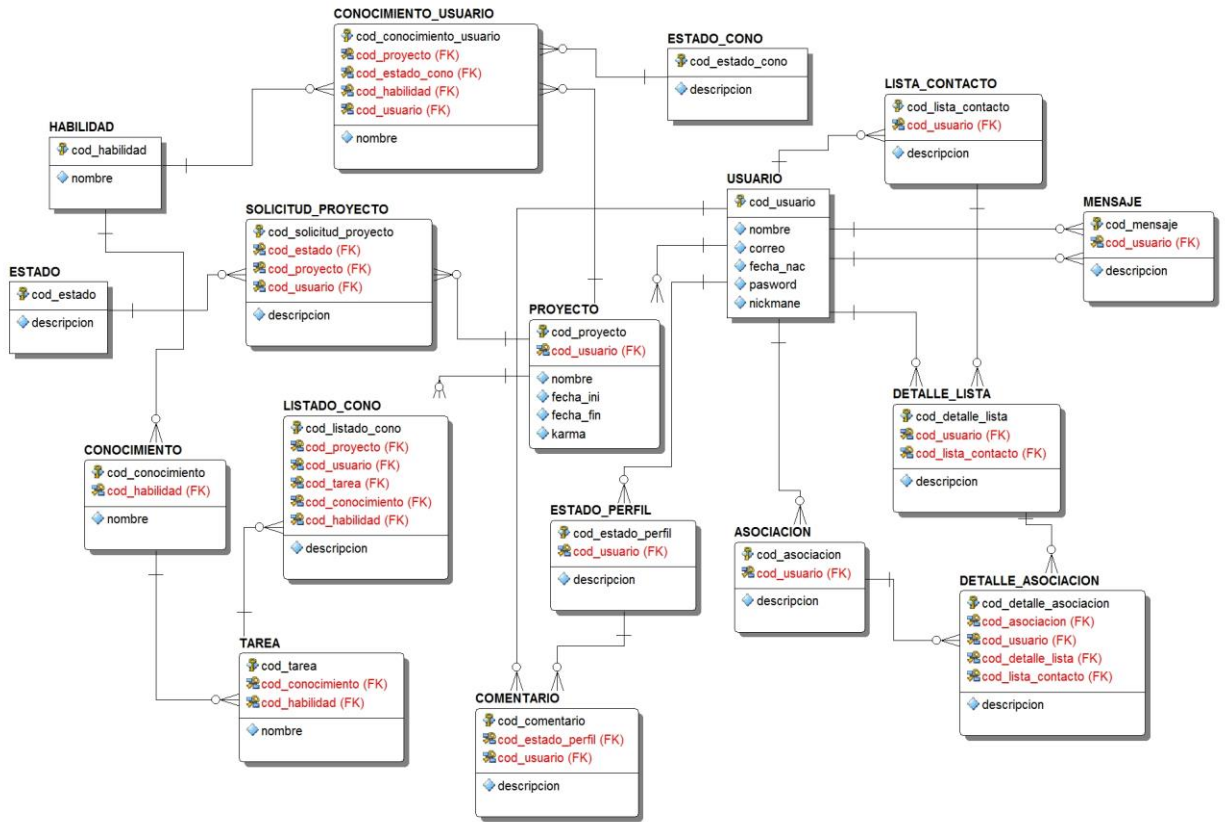 CONOCIMIENTO_USUARIO
cod_conocimiento_usuario
cod_proyecto (FK)
cod_estado_cono (FK)
cod_habilidad (FK)
cod_usuario (FK)
nombre
ESTADO_CONO
cod_estado_cono
descripcion
LISTA_CONTACTO
cod_lista_contacto
cod_usuario (FK)
descripcion
HABILIDAD
cod_habilidad
nombre
USUARIO
cod_usuario
nombre
correo
fecha_nac
pasword
nickmane
MENSAJE
cod_mensaje
cod_usuario (FK)
descripcion
SOLICITUD_PROYECTO
cod_solicitud_proyecto
cod_estado (FK)
cod_proyecto (FK)
cod_usuario (FK)
descripcion
ESTADO
cod_estado
descripcion
PROYECTO
cod_proyecto
cod_usuario (FK)
nombre
fecha_ini
fecha_fin
karma
DETALLE_LISTA
cod_detalle_lista
cod_usuario (FK)
cod_lista_contacto (FK)
descripcion
LISTADO_CONO
cod_listado_cono
cod_proyecto (FK)
cod_usuario (FK)
cod_tarea (FK)
cod_conocimiento (FK)
cod_habilidad (FK)
descripcion
CONOCIMIENTO
cod_conocimiento
cod_habilidad (FK)
nombre
ESTADO_PERFIL
cod_estado_perfil
cod_usuario (FK)
descripcion
ASOCIACION
cod_asociacion
cod_usuario (FK)
descripcion
DETALLE_ASOCIACION
cod_detalle_asociacion
cod_asociacion (FK)
cod_usuario (FK)
cod_detalle_lista (FK)
cod_lista_contacto (FK)
descripcion
TAREA
cod_tarea
cod_conocimiento (FK)
cod_habilidad (FK)
nombre
COMENTARIO
cod_comentario
cod_estado_perfil (FK)
cod_usuario (FK)
descripcion